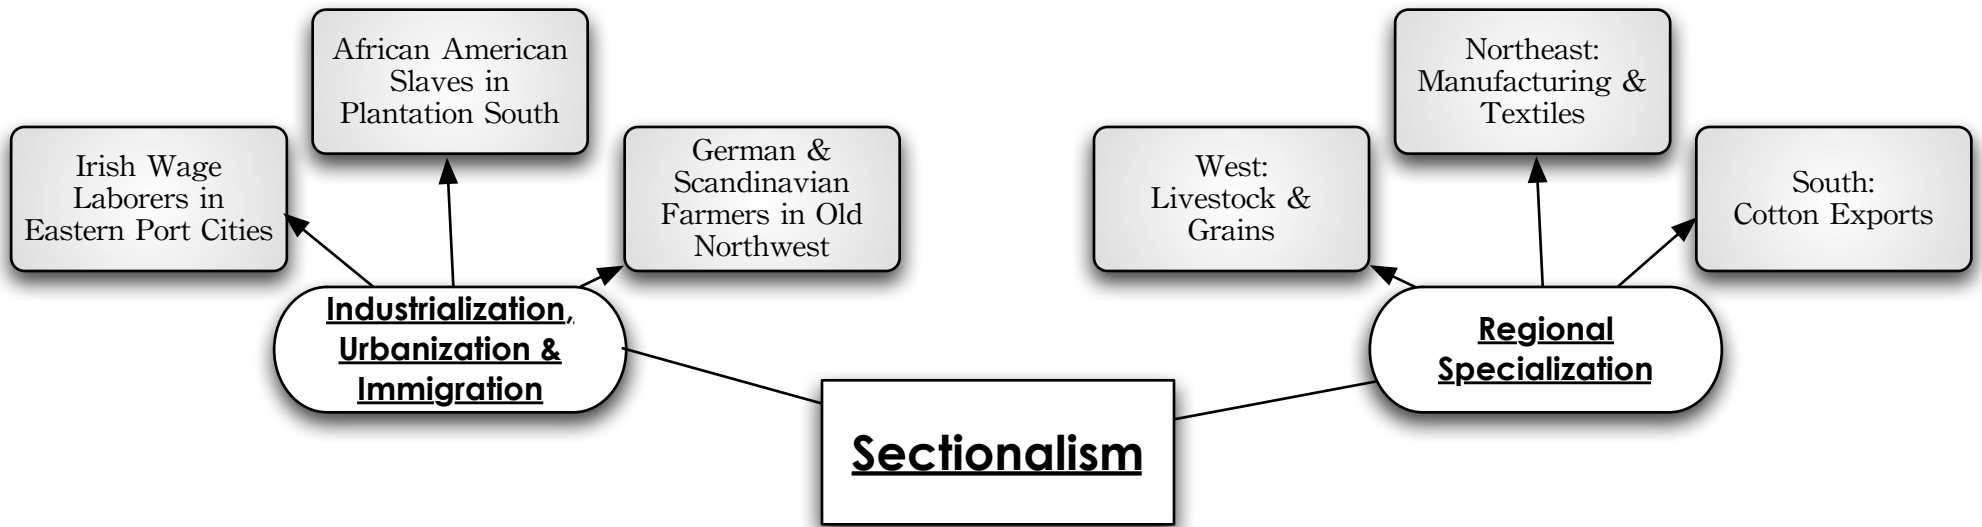 African American
Slaves in
Plantation South
Northeast:
Manufacturing &
Textiles
Irish Wage
Laborers in
Eastern Port Cities
German &
Scandinavian
Farmers in Old
Northwest
West:
Livestock &
Grains
South:
Cotton Exports
Industrialization,
Urbanization &
Immigration
Regional
Specialization
Sectionalism